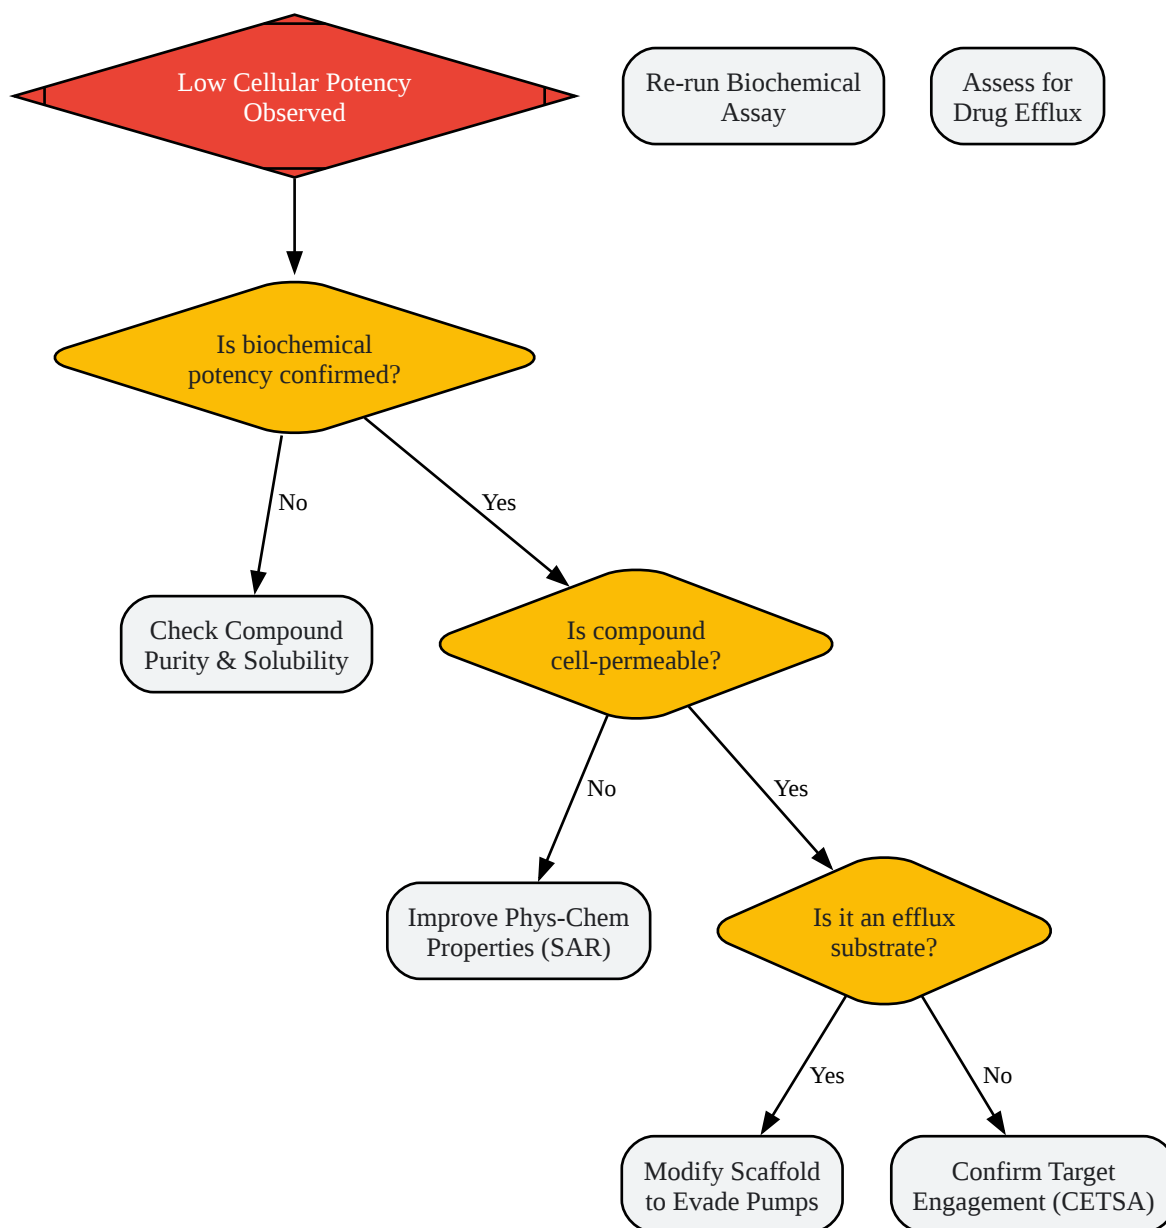 Low Cellular Potency
Observed
Re-run Biochemical
Assay
Assess for
Drug Efflux
Is biochemical
potency confirmed?
No
Yes
Check Compound
Purity & Solubility
Is compound
cell-permeable?
No
Yes
Improve Phys-Chem
Properties (SAR)
Is it an efflux
substrate?
Yes
No
Modify Scaffold
to Evade Pumps
Confirm Target
Engagement (CETSA)